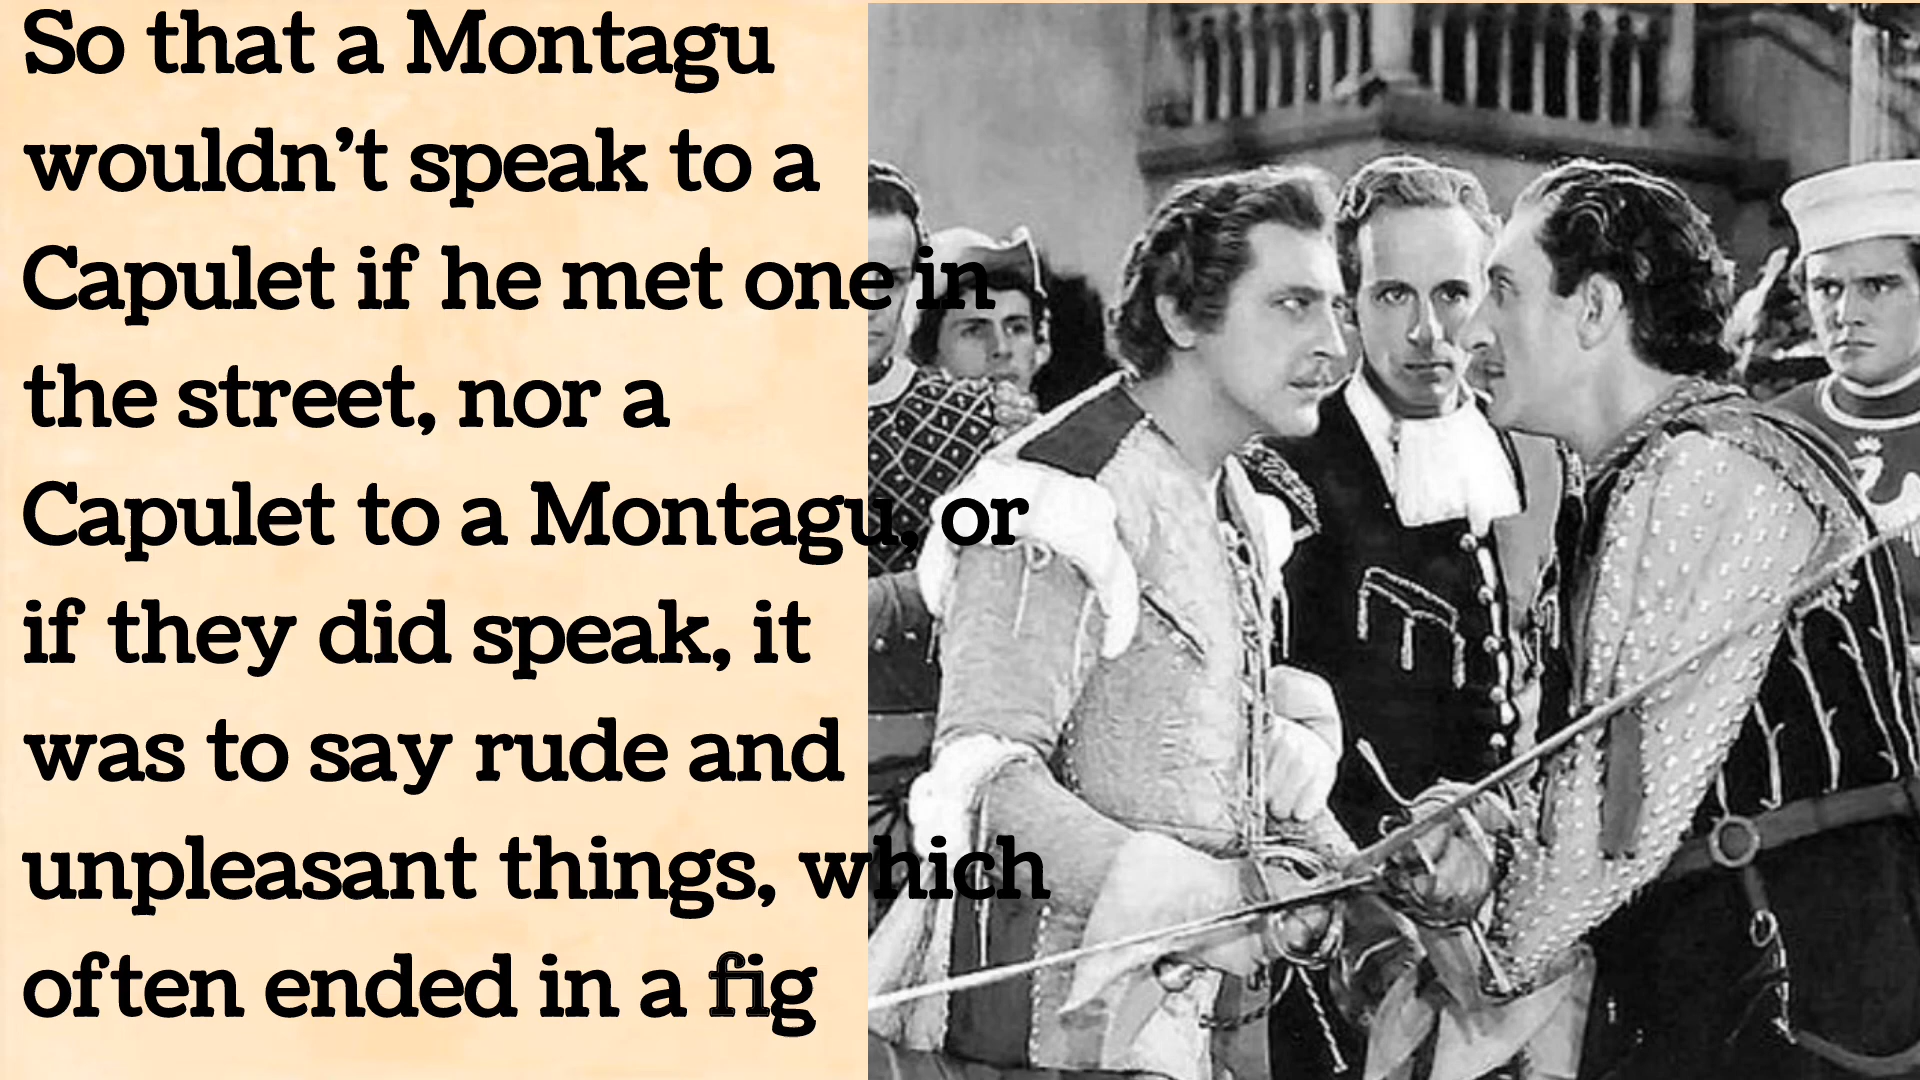 So that a Montagu
wouldn’t speak to a
Capulet if he met one in
the street, nor a
Capulet to a Montagu, or
if they did speak, it
was to say rude and
unpleasant things, which
often ended in a fig